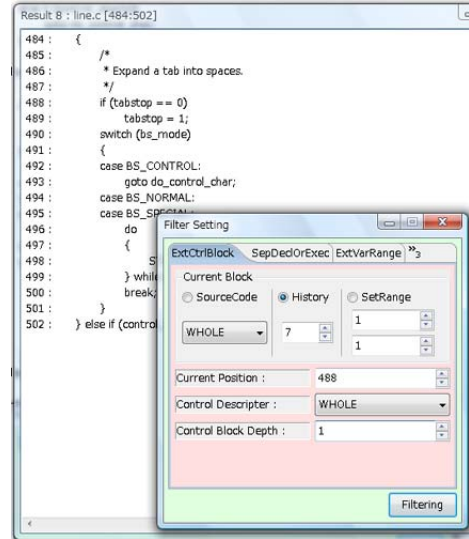 Result 8 : line.c [484:502]
484 : {
485 : /*
486 : * Expand a tab into spaces.
487 : */
488 : if (tabstop == 0)
489 : tabstop = 1;
490 : switch (bs_mode)
491 : {
492 : case BS_CONTROL:
493 : goto do_control_char;
494 : case BS_NORMAL:
495 : case BS_SPECIAL:
496 : do
497 : {
498 : S
499 : } while
500 : break;
501 : }
502 : } else if (control
Filter Setting
ExtCtrlBlock SepDeclOrExec ExtVarRange »3
Current Block
SourceCode History SetRange
WHOLE 7 1
1
Current Position : 488
Control Descripter : WHOLE
Control Block Depth : 1
Filtering